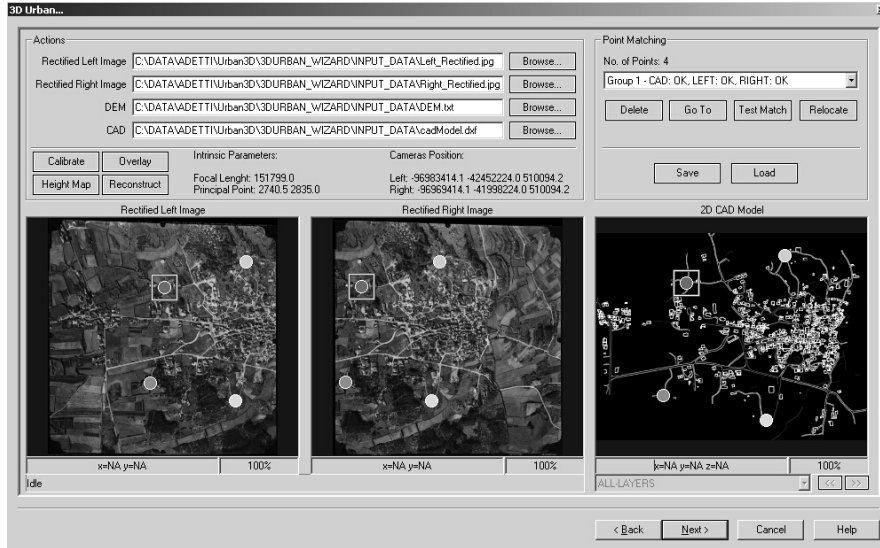 3D Urban...
Actions
Rectified Left Image C:\DATA\ADETTI\Urban3D\3DURBAN_WIZARD\INPUT_DATA\Left_Rectified.jpg Browse...
Rectified Right Image C:\DATA\ADETTI\Urban3D\3DURBAN_WIZARD\INPUT_DATA\Right_Rectified.jpg Browse...
DEM C:\DATA\ADETTI\Urban3D\3DURBAN_WIZARD\INPUT_DATA\DEM.txt Browse...
CAD C:\DATA\ADETTI\Urban3D\3DURBAN_WIZARD\INPUT_DATA\cadModel.dxf Browse...
Calibrate Overlay Intrinsic Parameters: Cameras Position:
Focal Lenght: 151799.0 Left: -96983414.1 -42452224.0 510094.2
Height Map Reconstruct Principal Point: 2740.5 2835.0 Right: -96969414.1 -41998224.0 510094.2
Point Matching
No. of Points: 4
Group 1 - CAD: OK, LEFT: OK, RIGHT: OK
Delete Go To Test Match Relocate
Save Load
Rectified Left Image Rectified Right Image 2D CAD Model
x=NA y=NA 100% x=NA y=NA 100% x=NA y=NA z=NA 100%
Idle ALL-LAYERS << >>
< Back Next > Cancel Help